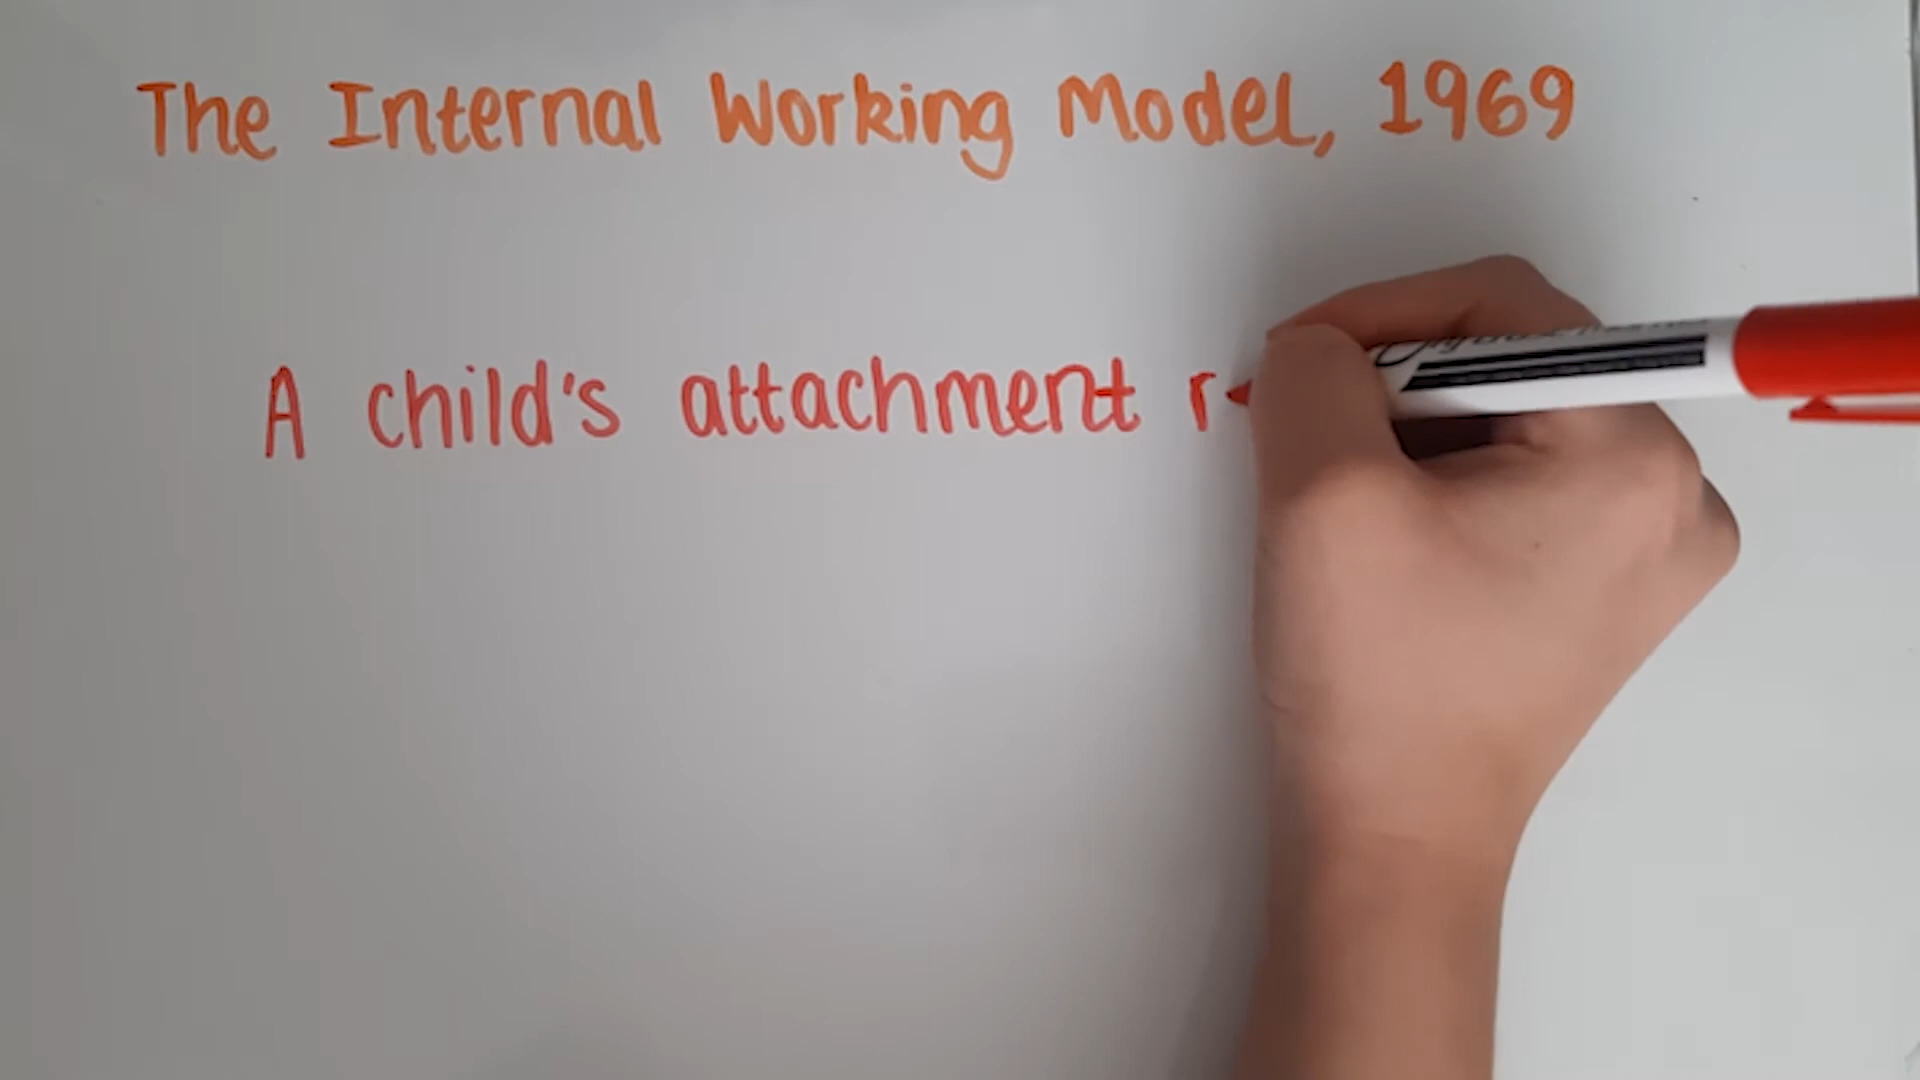 The Internal Working Model, 1969
A child's attachment r